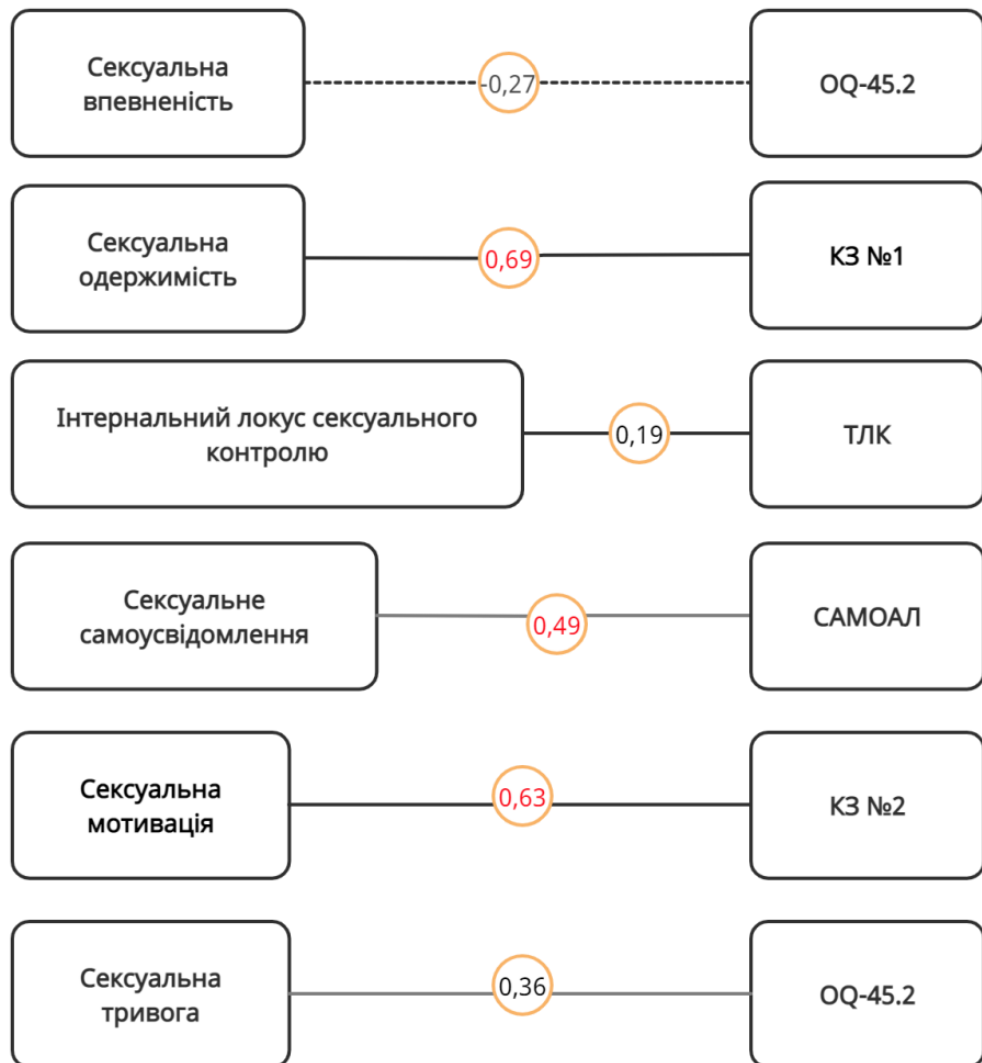 Сексуальна
впевненість
-0,27
OQ-45.2
Сексуальна
одержимість
0,69
КЗ №1
Інтернальний локус сексуального
контролю
0,19
ТЛК
Сексуальне
самоусвідомлення
0,49
САМОАЛ
Сексуальна
мотивація
0,63
КЗ №2
Сексуальна
тривога
0,36
OQ-45.2